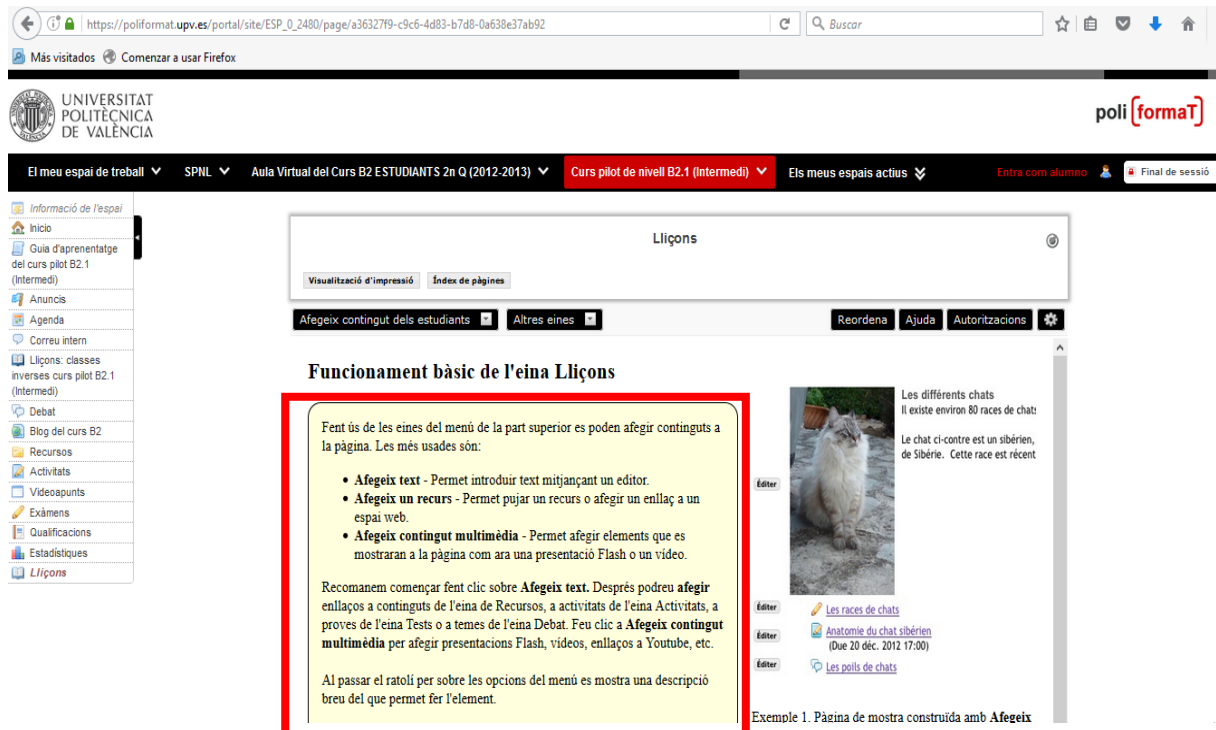 https://poliformat.upv.es/portal/site/ESP_0_2480/page/a36327f9-c9c6-4d83-b7d8-0a638e37ab92
Buscar
Más visitados
Comenzar a usar Firefox
UNIVERSITAT
POLITÈCNICA
DE VALÈNCIA
poli[formaT]
El meu espai de treball
SPNL
Aula Virtual del Curs B2 ESTUDIANTS 2n Q (2012-2013)
Curs pilot de nivell B2.1 (Intermedi)
Els meus espais actius
Entra com alumno
Final de sessió
Informació de l'espai
Inicio
Guia d'aprenentatge
del curs pilot B2.1
(Intermedi)
Anuncis
Agenda
Correu intern
Lliçons: classes
inverses curs pilot B2.1
(Intermedi)
Debat
Blog del curs B2
Recursos
Activitats
Videoapunts
Exàmens
Qualificacions
Estadístiques
Lliçons
Lliçons
Visualització d'impressió
Índex de pàgines
Afegeix contingut dels estudiants
Altres eines
Reordena
Ajuda
Autoritzacions
Funcionament bàsic de l'eina Lliçons
Fent ús de les eines del menú de la part superior es poden afegir continguts a
la pàgina. Les més usades són:
• Afegeix text - Permet introduir text mitjançant un editor.
• Afegeix un recurs - Permet pujar un recurs o afegir un enllaç a un
espai web.
• Afegeix contingut multimèdia - Permet afegir elements que es
mostraran a la pàgina com ara una presentació Flash o un vídeo.
Recomanem començar fent clic sobre Afegeix text. Després podreu afegir
enllaços a continguts de l'eina de Recursos, a activitats de l'eina Activitats, a
proves de l'eina Tests o a temes de l'eina Debat. Feu clic a Afegeix contingut
multimèdia per afegir presentacions Flash, vídeos, enllaços a Youtube, etc.
Al passar el ratolí per sobre les opcions del menú es mostra una descripció
breu del que permet fer l'element.
Les différents chats
Il existe environ 80 races de chats
Le chat ci-contre est un sibérien,
de Sibérie. Cette race est récent
Éditer
Éditer
Les races de chats
Éditer
Anatomie du chat sibérien
(Due 20 déc. 2012 17:00)
Éditer
Les poils de chats
Exemple 1. Pàgina de mostra construïda amb Afegeix